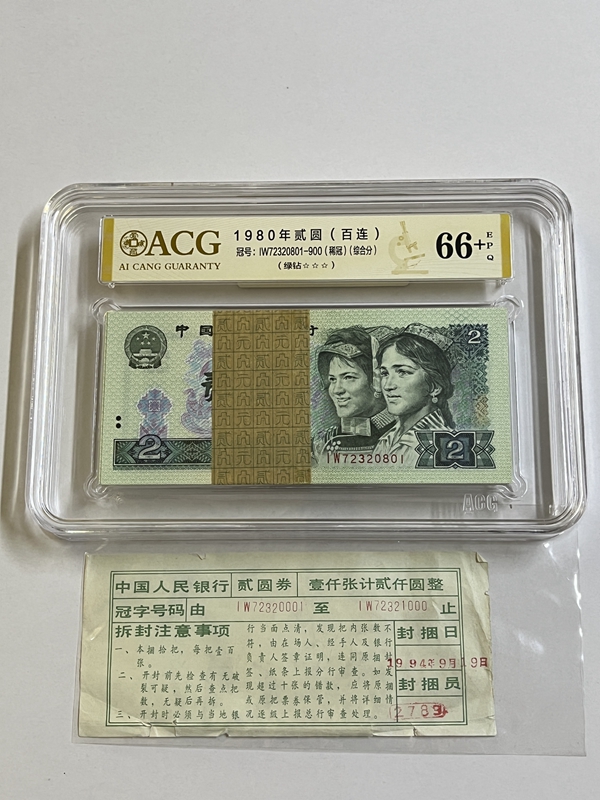 ACG
AI CANG GUARANTY
1980年贰圆(百连)
冠号: IW72320801-900(稀冠)(综合分)
(绿钻☆☆☆)
66+
EPQ
中国
2
2
2
IW72320801
ACG
中国人民银行 贰圆券 壹仟张计贰仟圆整
冠字号码由 IW72320001 至 IW72321000 止
拆封注意事项
一、本捆拾把,每把壹百张。
二、开封前先检查有无破裂可疑,然后查点把数,无疑后再拆。
三、开封时必须与当地根
行当面点清,发现把内张数不符,由在场人、经手人及银行负责人签章证明,连同原捆封签、纸条上报分行审查。如发现超过十张的错款,应将原捆或原把票卷保管,并将详细情况连级上报总行审查处理。
封捆日
1994年9月19日
封捆员